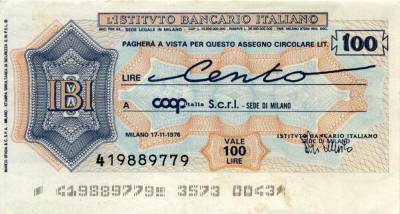 L'ISTITUTO BANCARIO ITALIANO
SEDE LEGALE IN MILANO
PAGHERÀ A VISTA PER QUESTO ASSEGNO CIRCOLARE LIT. 100
LIRE Cento
IBI
A coop italia S.c.r.l. - SEDE DI MILANO
MILANO 17-11-1976
VALE
100
LIRE
ISTITUTO BANCARIO ITALIANO
SEDE DI MILANO
419889779
419889779 3573 0043